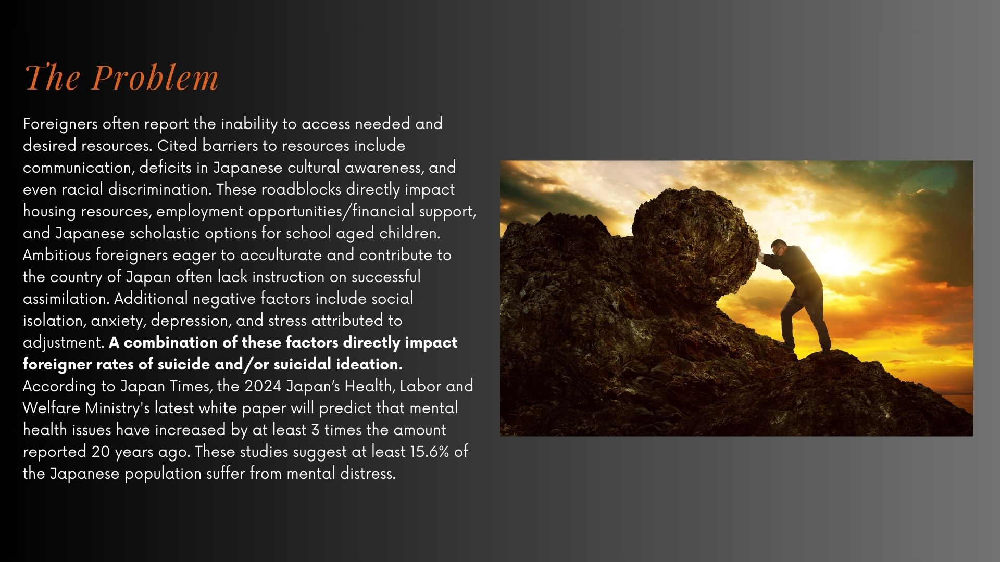 The Problem
Foreigners often report the inability to access needed and
desired resources. Cited barriers to resources include
communication, deficits in Japanese cultural awareness, and
even racial discrimination. These roadblocks directly impact
housing resources, employment opportunities/financial support,
and Japanese scholastic options for school aged children.
Ambitious foreigners eager to acculturate and contribute to
the country of Japan often lack instruction on successful
assimilation. Additional negative factors include social
isolation, anxiety, depression, and stress attributed to
adjustment. A combination of these factors directly impact
foreigner rates of suicide and/or suicidal ideation.
According to Japan Times, the 2024 Japan’s Health, Labor and
Welfare Ministry's latest white paper will predict that mental
health issues have increased by at least 3 times the amount
reported 20 years ago. These studies suggest at least 15.6% of
the Japanese population suffer from mental distress.